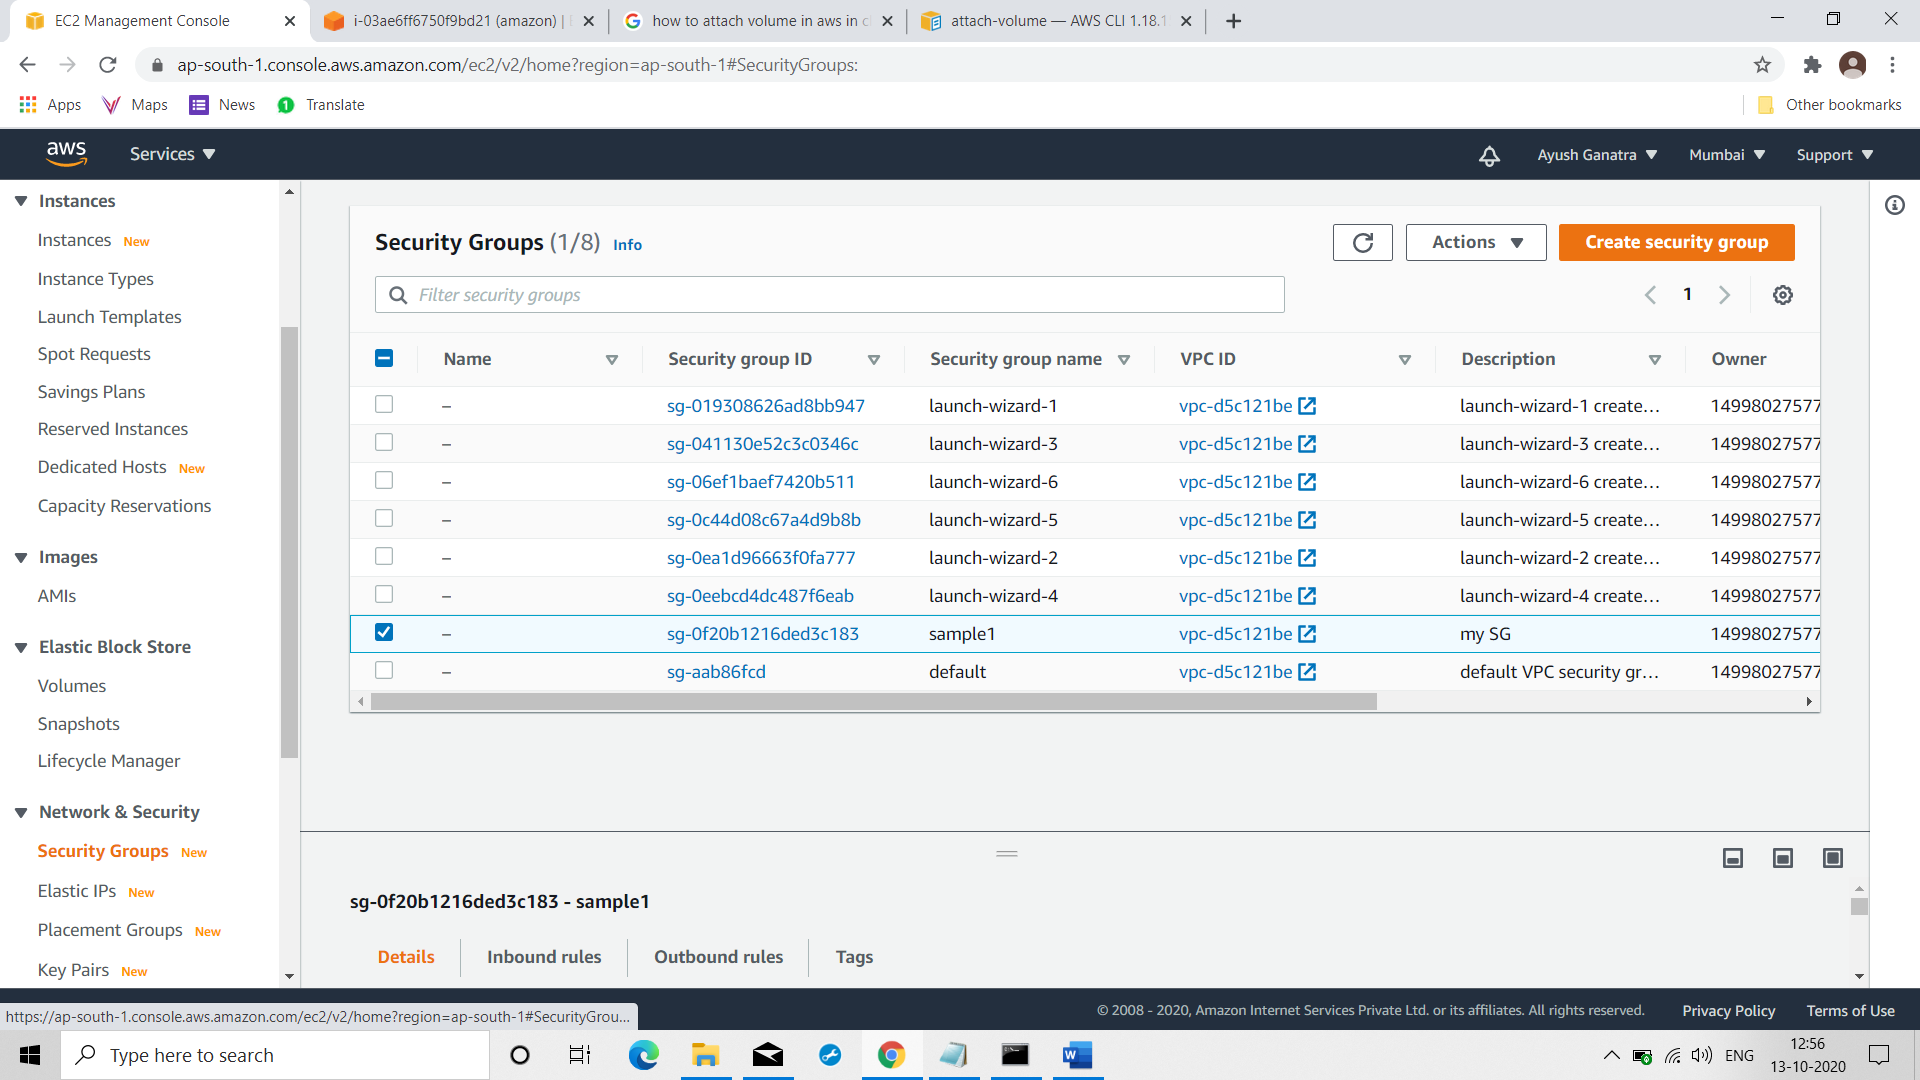 EC2 Management Console
i-03ae6ff6750f9bd21 (amazon) |
how to attach volume in aws in
attach-volume — AWS CLI 1.18.1
ap-south-1.console.aws.amazon.com/ec2/v2/home?region=ap-south-1#SecurityGroups:
Apps Maps News 1 Translate Other bookmarks
aws Services Ayush Ganatra Mumbai Support
Instances
Instances New
Instance Types
Launch Templates
Spot Requests
Savings Plans
Reserved Instances
Dedicated Hosts New
Capacity Reservations
Images
AMIs
Elastic Block Store
Volumes
Snapshots
Lifecycle Manager
Network & Security
Security Groups New
Elastic IPs New
Placement Groups New
Key Pairs New
Security Groups (1/8) Info
Actions
Create security group
Filter security groups
1
Name Security group ID Security group name VPC ID Description Owner
– sg-019308626ad8bb947 launch-wizard-1 vpc-d5c121be launch-wizard-1 create... 14998027577
– sg-041130e52c3c0346c launch-wizard-3 vpc-d5c121be launch-wizard-3 create... 14998027577
– sg-06ef1baef7420b511 launch-wizard-6 vpc-d5c121be launch-wizard-6 create... 14998027577
– sg-0c44d08c67a4d9b8b launch-wizard-5 vpc-d5c121be launch-wizard-5 create... 14998027577
– sg-0ea1d96663f0fa777 launch-wizard-2 vpc-d5c121be launch-wizard-2 create... 14998027577
– sg-0eebcd4dc487f6eab launch-wizard-4 vpc-d5c121be launch-wizard-4 create... 14998027577
– sg-0f20b1216ded3c183 sample1 vpc-d5c121be my SG 14998027577
– sg-aab86fcd default vpc-d5c121be default VPC security gr... 14998027577
sg-0f20b1216ded3c183 - sample1
Details Inbound rules Outbound rules Tags
https://ap-south-1.console.aws.amazon.com/ec2/v2/home?region=ap-south-1#SecurityGrou...
© 2008 - 2020, Amazon Internet Services Private Ltd. or its affiliates. All rights reserved. Privacy Policy Terms of Use
Type here to search
ENG
12:56
13-10-2020